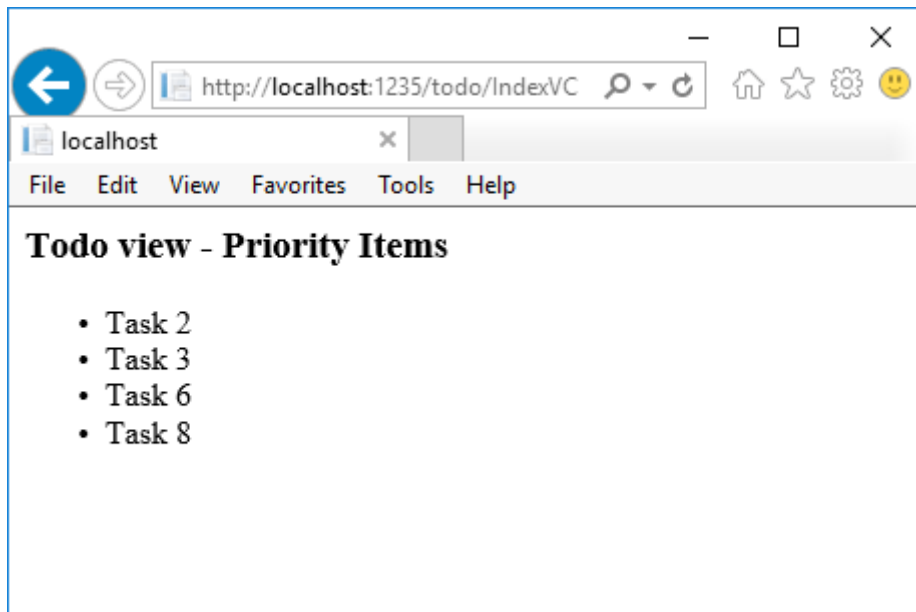 http://localhost:1235/todo/IndexVC
localhost
File Edit View Favorites Tools Help
Todo view - Priority Items
• Task 2
• Task 3
• Task 6
• Task 8